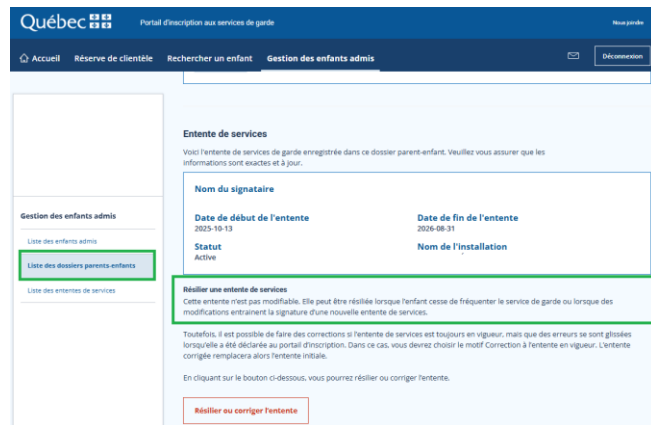 Québec
Portail d'inscription aux services de garde
Nous joindre
Accueil Réserve de clientèle Rechercher un enfant Gestion des enfants admis
Déconnexion
Entente de services
Voici l'entente de services de garde enregistrée dans ce dossier parent-enfant. Veuillez vous assurer que les
informations sont exactes et à jour.
Nom du signataire
Gestion des enfants admis
Date de début de l'entente Date de fin de l'entente
2025-10-13 2026-08-31
Liste des enfants admis
Statut Nom de l'installation
Active
Liste des dossiers parents-enfants
Liste des ententes de services
Résilier une entente de services
Cette entente n'est pas modifiable. Elle peut être résiliée lorsque l'enfant cesse de fréquenter le service de garde ou lorsque des
modifications entrainent la signature d'une nouvelle entente de services.
Toutefois, il est possible de faire des corrections si l'entente de services est toujours en vigueur, mais que des erreurs se sont glissées
lorsqu'elle a été déclarée au portail d'inscription. Dans ce cas, vous devrez choisir le motif Correction à l'entente en vigueur. L'entente
corrigée remplacera alors l'entente initiale.
En cliquant sur le bouton ci-dessous, vous pourrez résilier ou corriger l'entente.
Résilier ou corriger l'entente